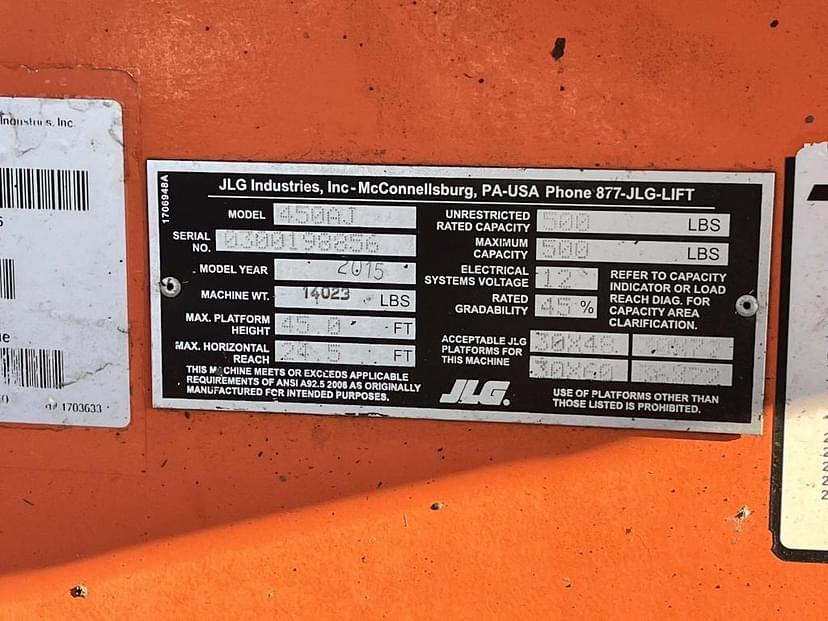 Industries, Inc.
1703633
1706948A
JLG Industries, Inc - McConnellsburg, PA-USA Phone 877-JLG-LIFT
MODEL 450AJ
SERIAL NO. 0300198856
MODEL YEAR 2015
MACHINE WT. 14023 LBS
MAX. PLATFORM HEIGHT 45.0 FT
MAX. HORIZONTAL REACH 24.5 FT
THIS MACHINE MEETS OR EXCEEDS APPLICABLE
REQUIREMENTS OF ANSI A92.5 2006 AS ORIGINALLY
MANUFACTURED FOR INTENDED PURPOSES.
UNRESTRICTED RATED CAPACITY 500 LBS
MAXIMUM CAPACITY 500 LBS
ELECTRICAL SYSTEMS VOLTAGE 12
RATED GRADABILITY 45 %
REFER TO CAPACITY
INDICATOR OR LOAD
REACH DIAG. FOR
CAPACITY AREA
CLARIFICATION.
ACCEPTABLE JLG
PLATFORMS FOR
THIS MACHINE
30X48
30X60
JLG.
USE OF PLATFORMS OTHER THAN
THOSE LISTED IS PROHIBITED.